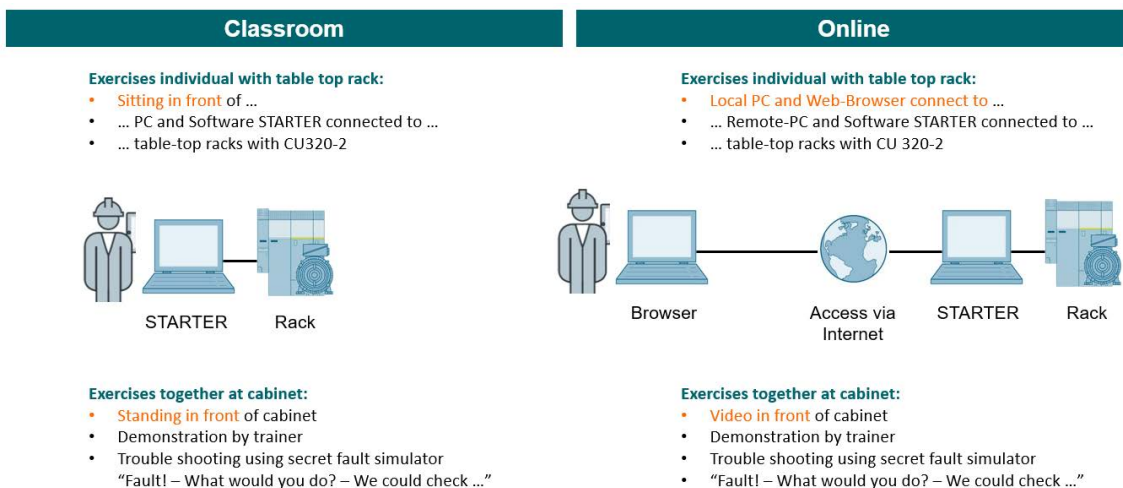 Classroom
Exercises individual with table top rack:
• Sitting in front of ...
• ... PC and Software STARTER connected to ...
• ... table-top racks with CU320-2
STARTER
Rack
Exercises together at cabinet:
• Standing in front of cabinet
• Demonstration by trainer
• Trouble shooting using secret fault simulator
“Fault! – What would you do? – We could check ...”
Online
Exercises individual with table top rack:
• Local PC and Web-Browser connect to ...
• ... Remote-PC and Software STARTER connected to ...
• ... table-top racks with CU 320-2
Browser
Access via
Internet
STARTER
Rack
Exercises together at cabinet:
• Video in front of cabinet
• Demonstration by trainer
• Trouble shooting using secret fault simulator
• “Fault! – What would you do? – We could check ...”